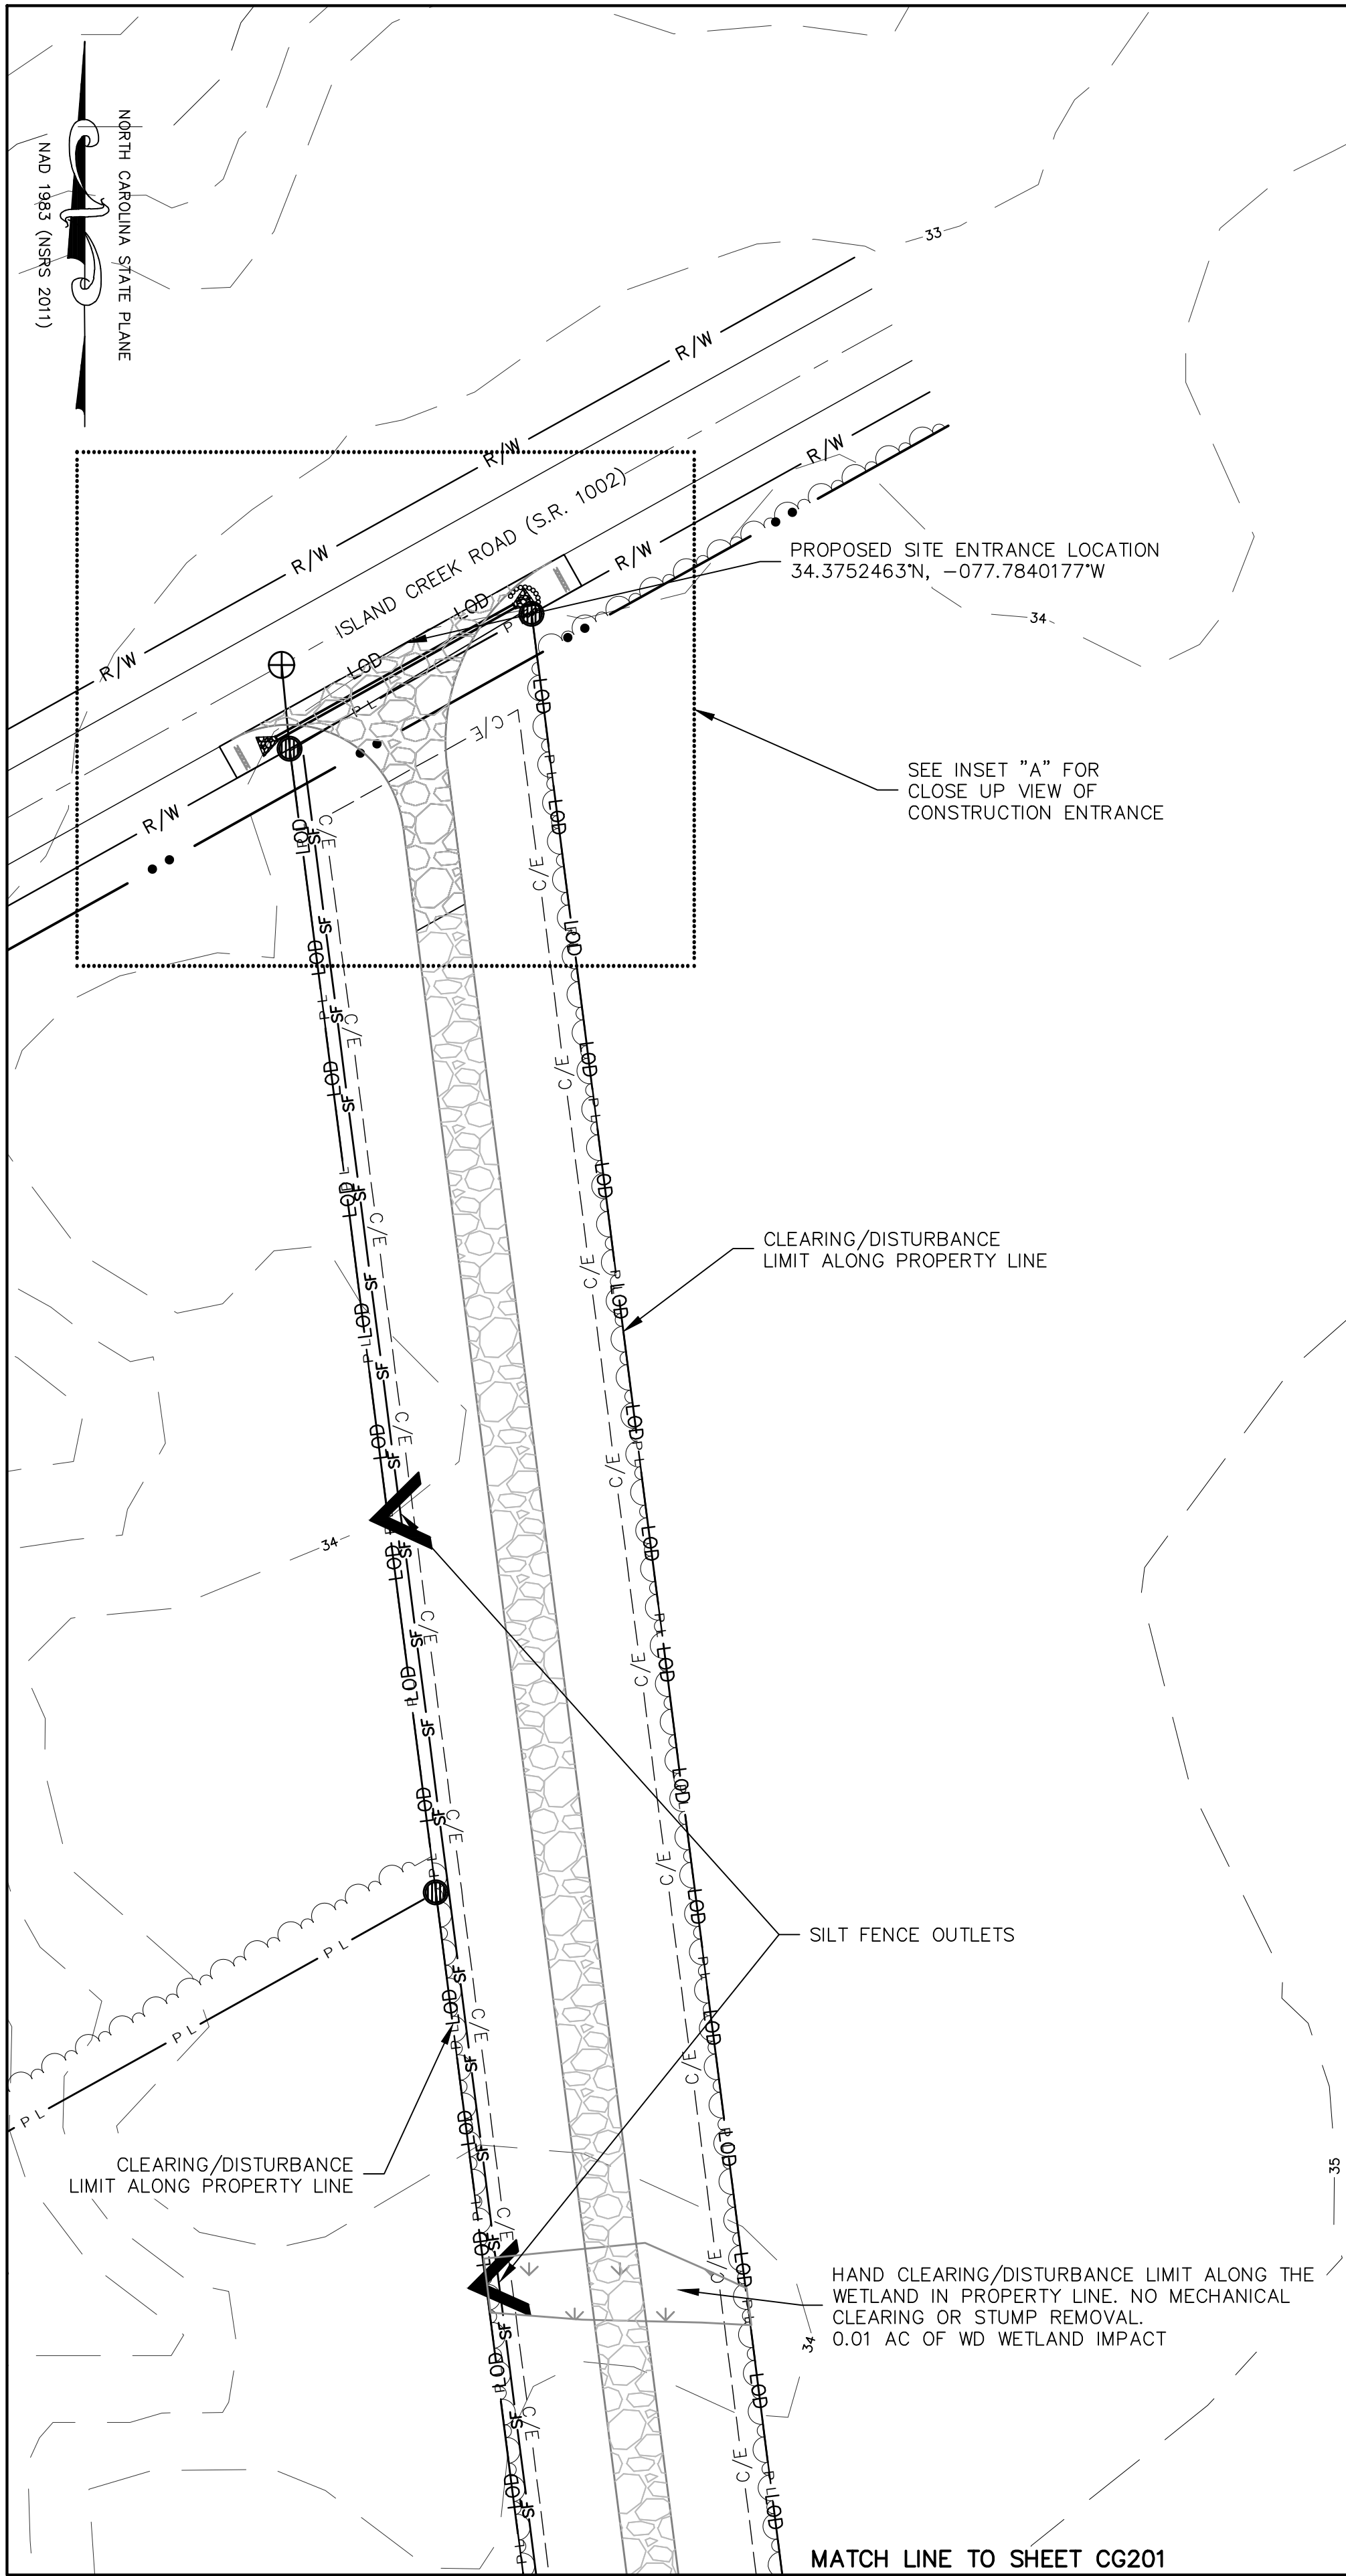 NORTH CAROLINA STATE PLANE
NAD 1983 (NSRS 2011)
33
R/W
R/W
R/W
R/W
R/W
R/W
R/W
ISLAND CREEK ROAD (S.R. 1002)
PROPOSED SITE ENTRANCE LOCATION
34.3752463°N, -077.7840177°W
34
LOD
LOD
P L
C/E
SEE INSET "A" FOR
CLOSE UP VIEW OF
CONSTRUCTION ENTRANCE
LOD
SF
C/E
CLEARING/DISTURBANCE
LIMIT ALONG PROPERTY LINE
34
SILT FENCE OUTLETS
P L
P L
P L
CLEARING/DISTURBANCE
LIMIT ALONG PROPERTY LINE
35
HAND CLEARING/DISTURBANCE LIMIT ALONG THE
WETLAND IN PROPERTY LINE. NO MECHANICAL
CLEARING OR STUMP REMOVAL.
0.01 AC OF WD WETLAND IMPACT
34
MATCH LINE TO SHEET CG201